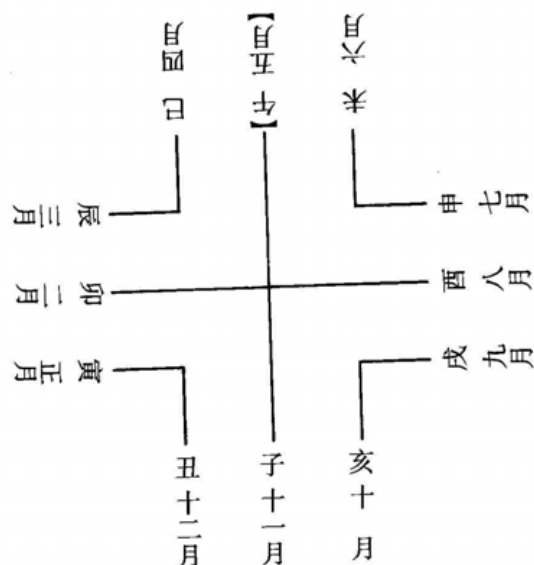 巳 四月
【午 五月】
未 六月
辰 三月
申 七月
卯 二月
酉 八月
寅 正月
戌 九月
丑 十二月
子 十一月
亥 十月